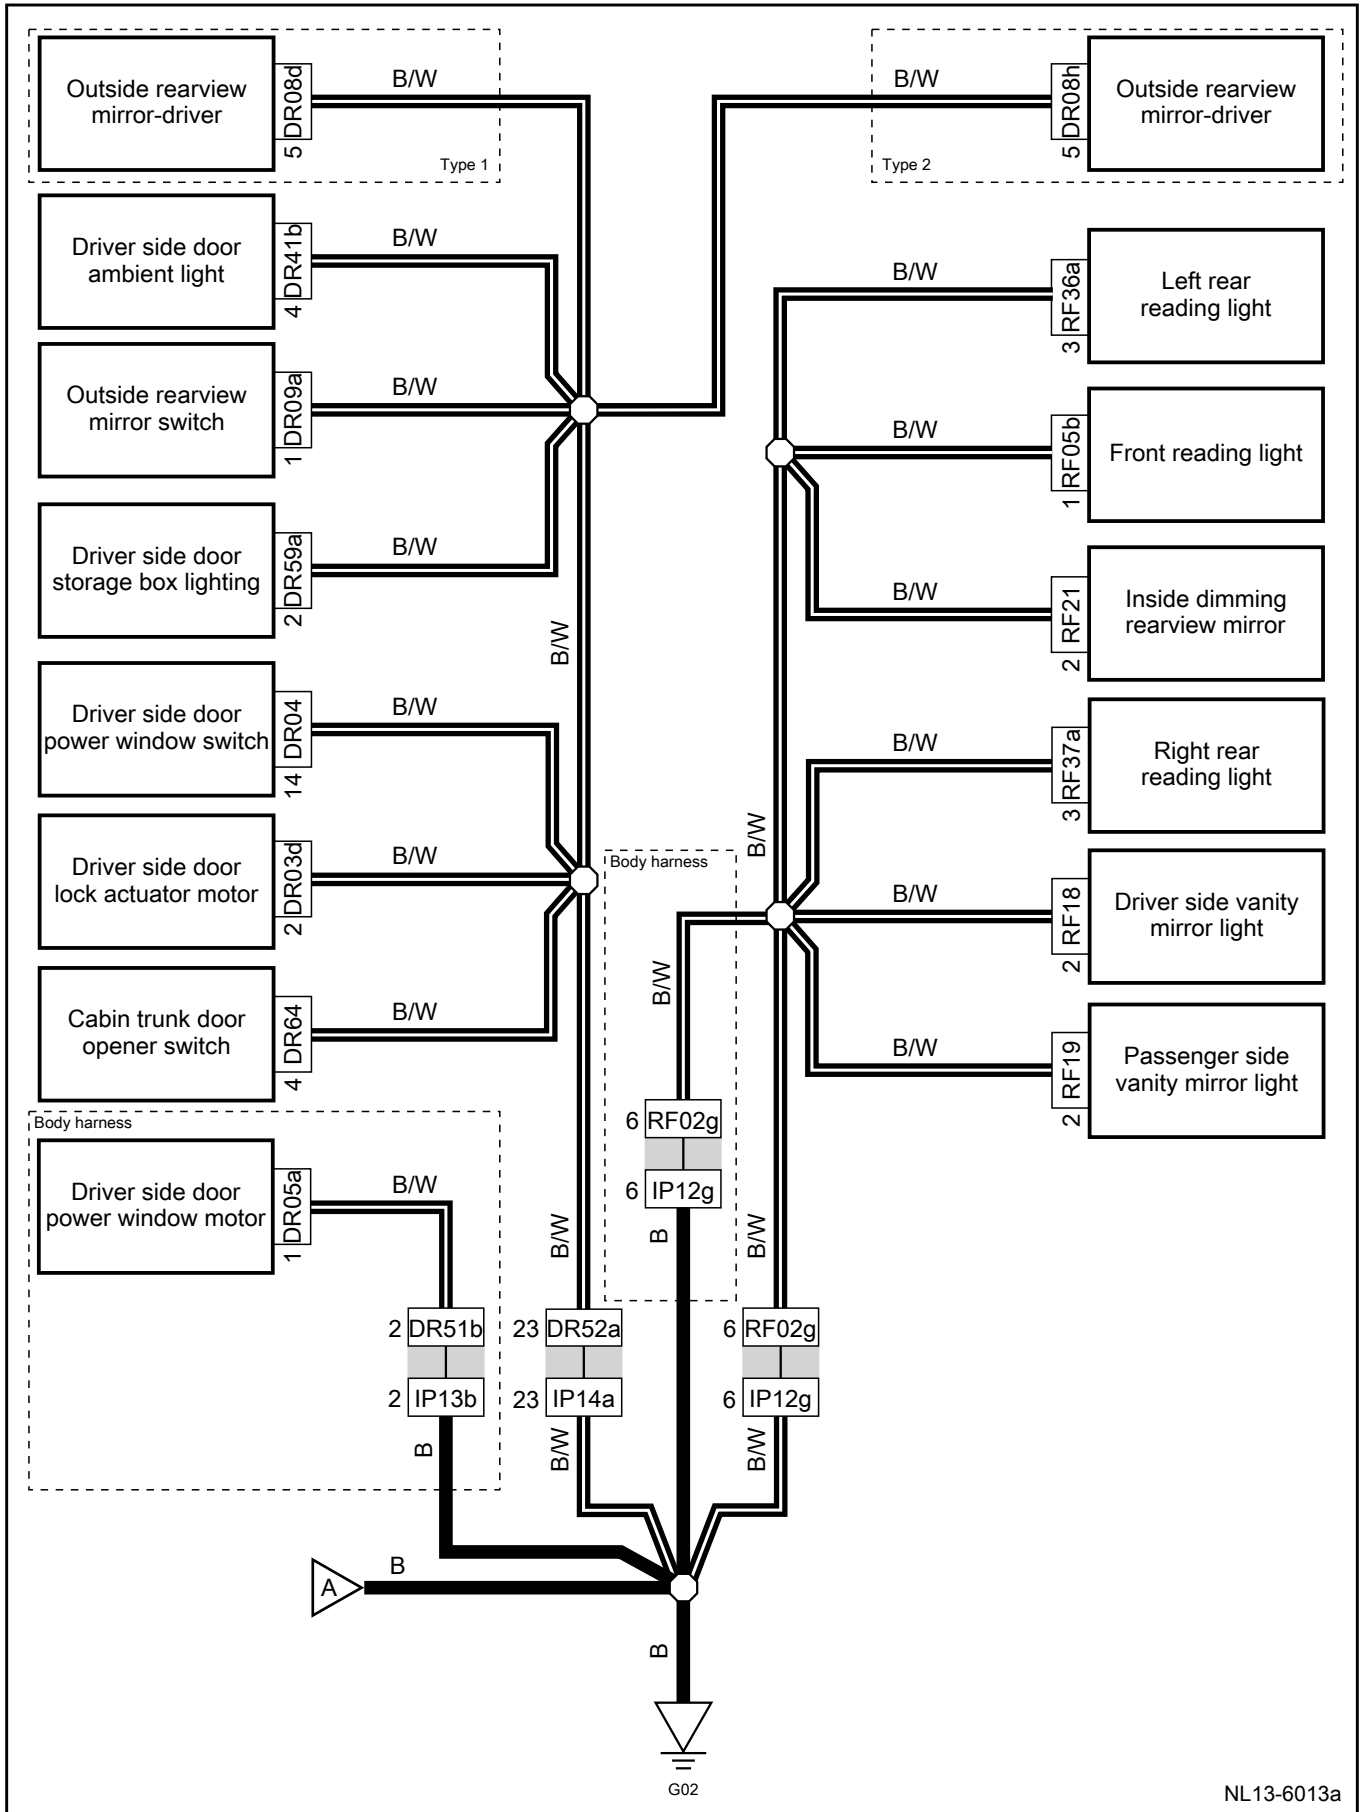 Outside rearview
mirror-driver
5 DR08d
B/W
Type 1
B/W
Type 2
5 DR08h
Outside rearview
mirror-driver
Driver side door
ambient light
4 DR41b
B/W
Outside rearview
mirror switch
1 DR09a
B/W
Driver side door
storage box lighting
2 DR59a
B/W
B/W
Driver side door
power window switch
14 DR04
B/W
Driver side door
lock actuator motor
2 DR03d
B/W
Cabin trunk door
opener switch
4 DR64
B/W
B/W
3 RF36a
Left rear
reading light
B/W
1 RF05b
Front reading light
B/W
2 RF21
Inside dimming
rearview mirror
B/W
3 RF37a
Right rear
reading light
B/W
B/W
2 RF18
Driver side vanity
mirror light
B/W
2 RF19
Passenger side
vanity mirror light
Body harness
B/W
6 RF02g
6 IP12g
B
Body harness
Driver side door
power window motor
1 DR05a
B/W
2 DR51b
2 IP13b
B
B/W
23 DR52a
23 IP14a
B/W
B/W
6 RF02g
6 IP12g
B/W
A
B
B
G02
NL13-6013a